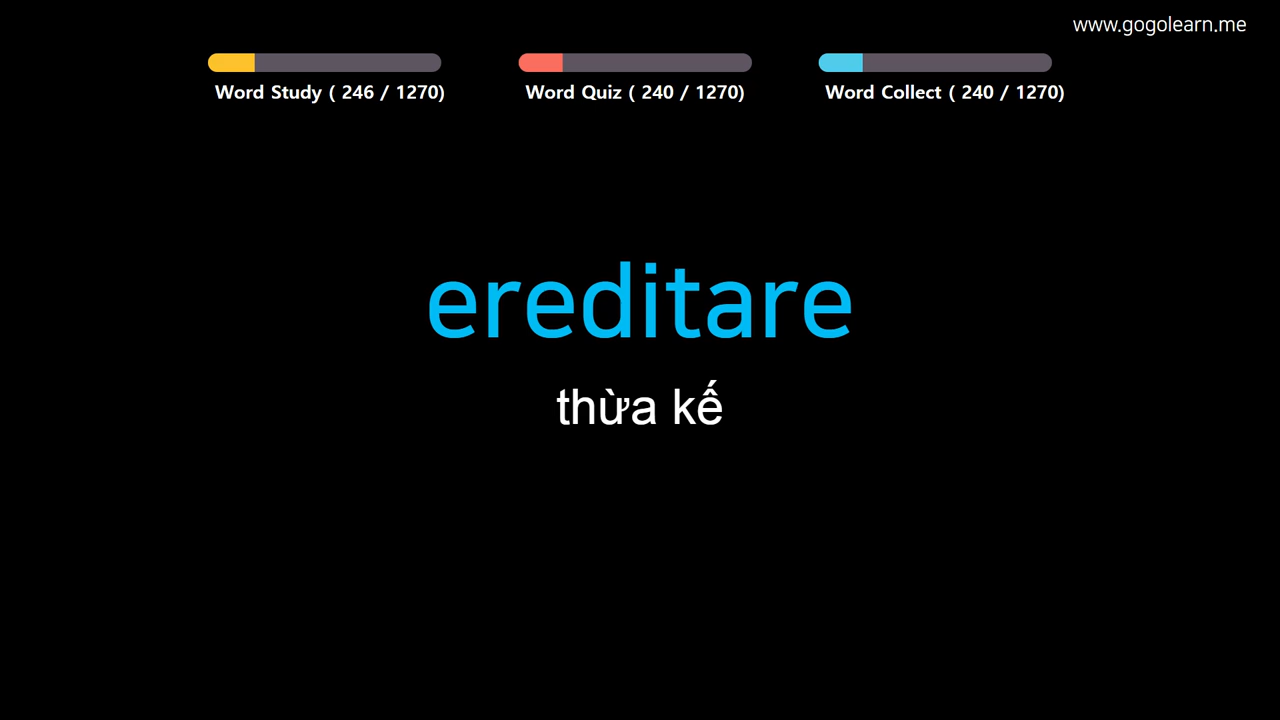 www.gogolearn.me
Word Study ( 246 / 1270)
Word Quiz ( 240 / 1270)
Word Collect ( 240 / 1270)
ereditare
thừa kế